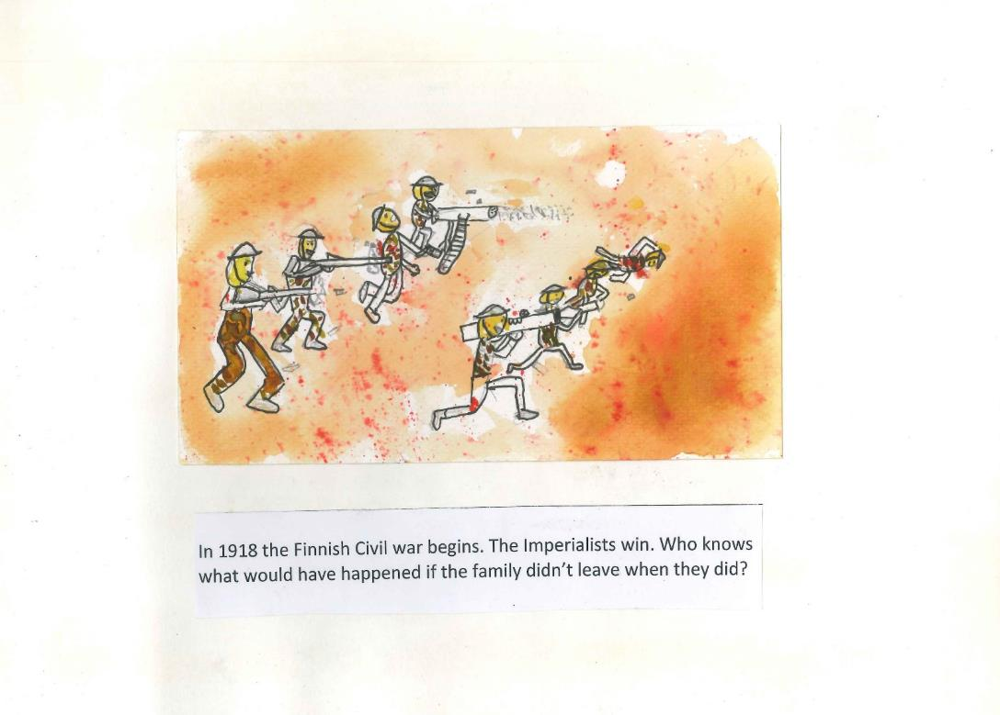 In 1918 the Finnish Civil war begins. The Imperialists win. Who knows
what would have happened if the family didn’t leave when they did?